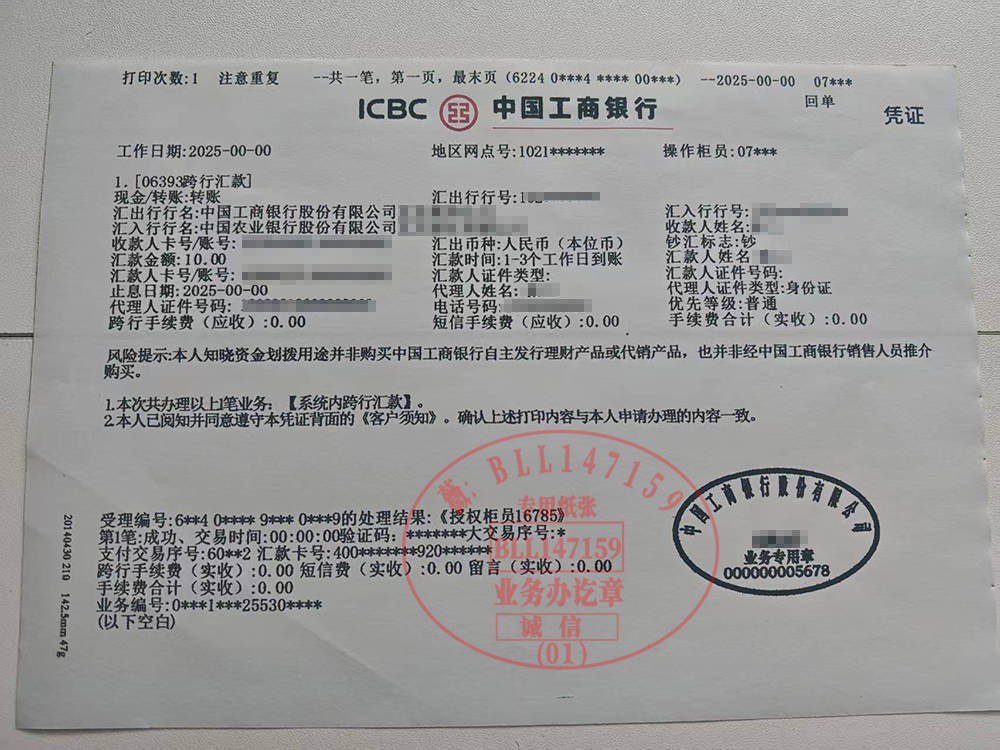 打印次数:1 注意重复 --共一笔，第一页，最末页（6224 0***4 **** 00***） --2025-00-00 07***
ICBC 中国工商银行 回单 凭证
工作日期:2025-00-00 地区网点号:1021******* 操作柜员:07***
1.[06393跨行汇款]
现金/转账:转账 汇出行行号:
汇出行行名:中国工商银行股份有限公司 汇入行行号:
汇入行行名:中国农业银行股份有限公司 收款人姓名:
收款人卡号/账号: 汇出币种:人民币（本位币） 钞汇标志:钞
汇款金额:10.00 汇款时间:1-3个工作日到账 汇款人姓名
汇款人卡号/账号: 汇款人证件类型: 汇款人证件号码:
止息日期:2025-00-00 代理人姓名: 代理人证件类型:身份证
代理人证件号码: 电话号码: 优先等级:普通
跨行手续费（应收）:0.00 短信手续费（应收）:0.00 手续费合计（实收）:0.00
风险提示:本人知晓资金划拨用途并非购买中国工商银行自主发行理财产品或代销产品，也并非经中国工商银行销售人员推介
购买。
1.本次共办理以上1笔业务：【系统内跨行汇款】。
2.本人已阅知并同意遵守本凭证背面的《客户须知》。确认上述打印内容与本人申请办理的内容一致。
受理编号:6**4 0**** 9*** 0***9的处理结果:《授权柜员16785》
第1笔:成功、交易时间:00:00:00验证码: *******大交易序号:*
支付交易序号:60**2 汇款卡号:400*******920******
跨行手续费（实收）:0.00 短信费（实收）:0.00 留言（实收）:0.00
手续费合计（实收）:0.00
业务编号:0***1***25530****
(以下空白)
薇: BLL147159
专用纸张
BLL147159
业务办讫章
诚信
(01)
中国工商银行股份有限公司
业务专用章
000000005678
20140430 210 142.5mm 47g